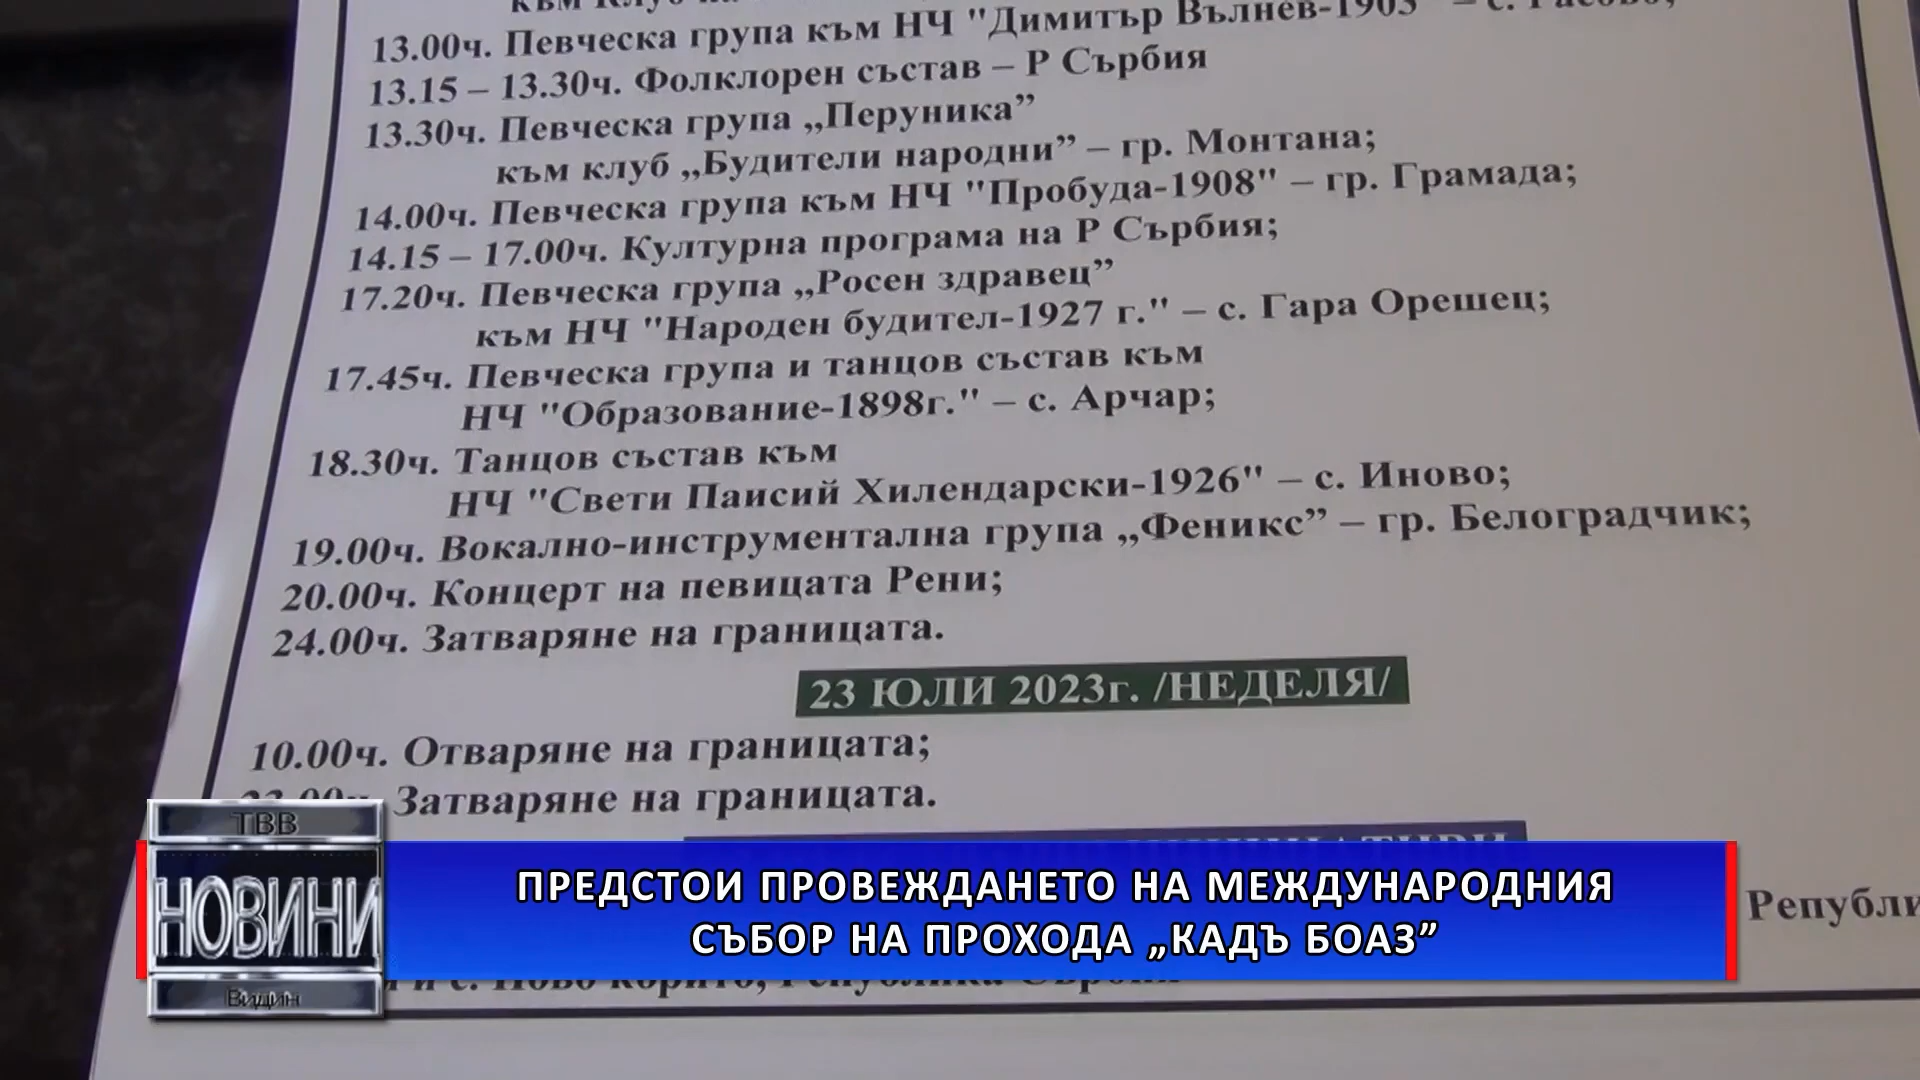 13.00ч. Певческа група към НЧ "Димитър Вълнев-1903" – с.
13.15 – 13.30ч. Фолклорен състав – Р Сърбия
13.30ч. Певческа група „Перуника”
към клуб „Будители народни” – гр. Монтана;
14.00ч. Певческа група към НЧ "Пробуда-1908" – гр. Грамада;
14.15 – 17.00ч. Културна програма на Р Сърбия;
17.20ч. Певческа група „Росен здравец”
към НЧ "Народен будител-1927 г." – с. Гара Орешец;
17.45ч. Певческа група и танцов състав към
НЧ "Образование-1898г." – с. Арчар;
18.30ч. Танцов състав към
НЧ "Свети Паисий Хилендарски-1926" – с. Иново;
19.00ч. Вокално-инструментална група „Феникс” – гр. Белоградчик;
20.00ч. Концерт на певицата Рени;
24.00ч. Затваряне на границата.
23 ЮЛИ 2023г. /НЕДЕЛЯ/
10.00ч. Отваряне на границата;
Затваряне на границата.
ТВВ
НОВИНИ
Видин
ПРЕДСТОИ ПРОВЕЖДАНЕТО НА МЕЖДУНАРОДНИЯ
СЪБОР НА ПРОХОДА „КАДЪ БОАЗ”